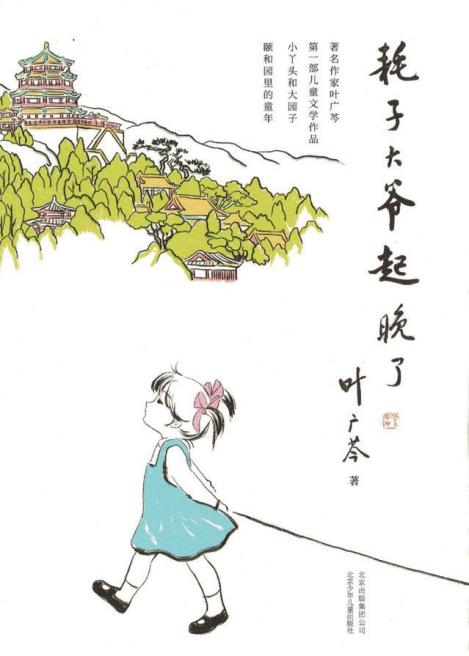 耗子大爷起晚了
叶广芩 著
著名作家叶广芩
第一部儿童文学作品
小丫头和大园子
颐和园里的童年
北京出版集团公司
北京少年儿童出版社